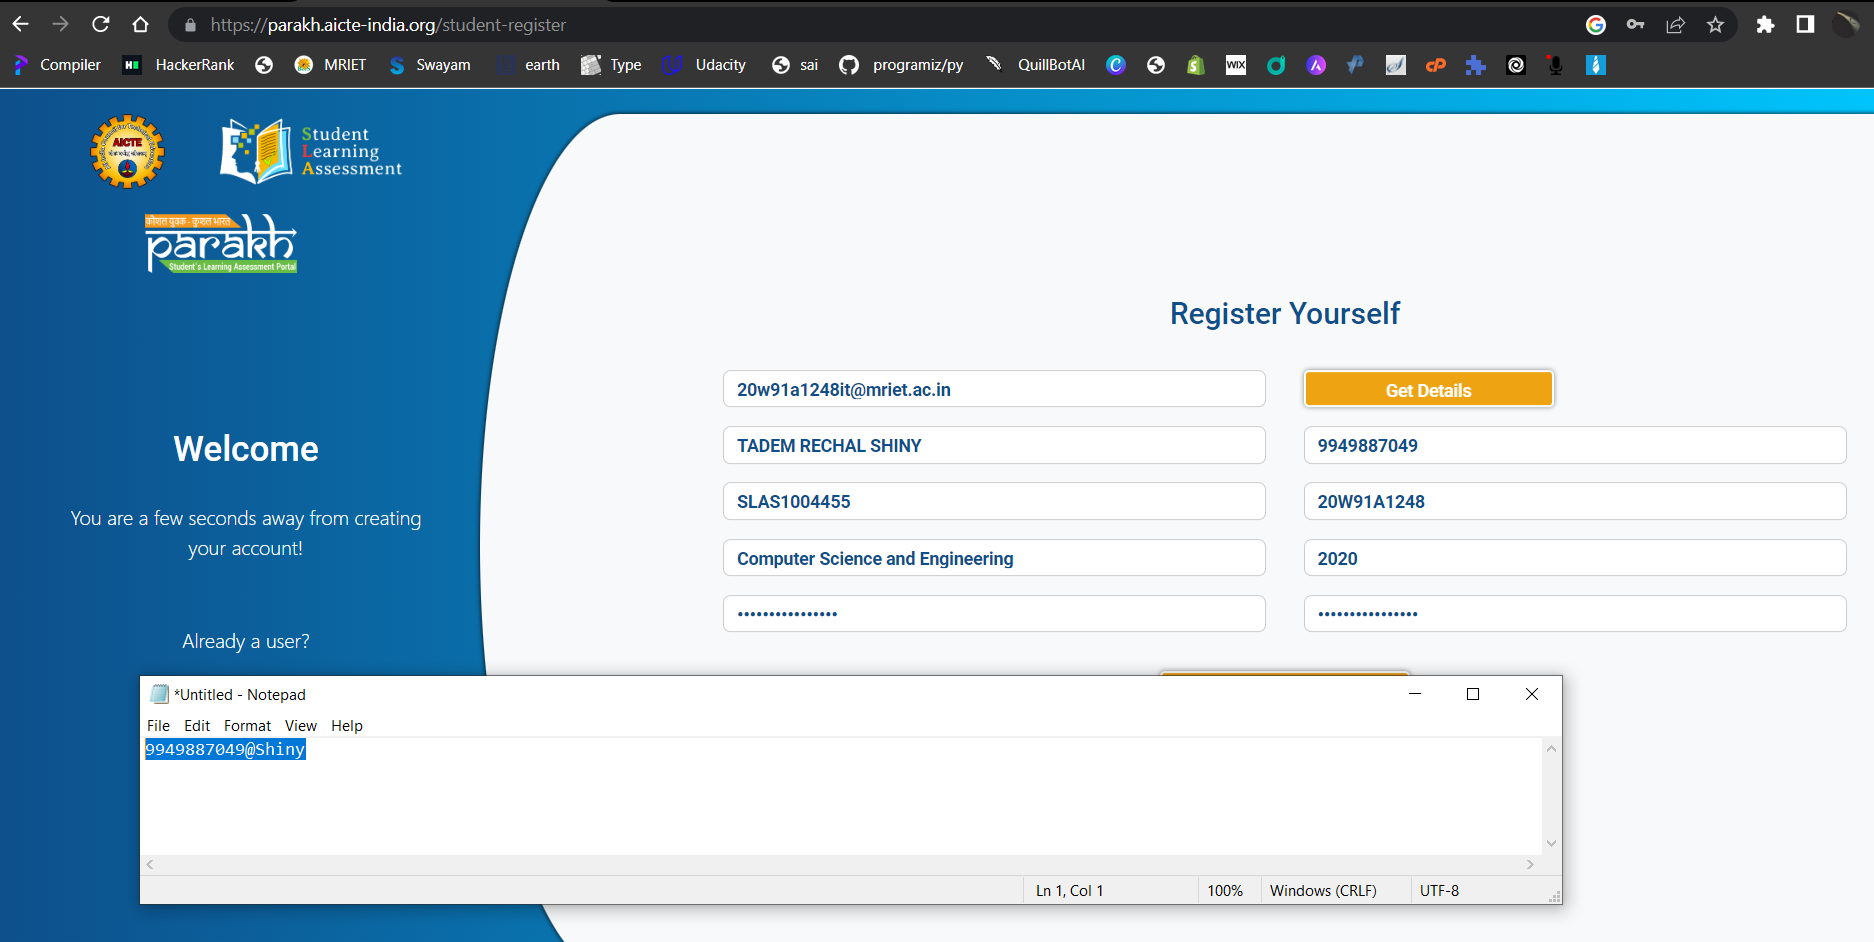 https://parakh.aicte-india.org/student-register
Compiler HackerRank MRIET Swayam earth Type Udacity sai programiz/py QuillBotAI WIX
AICTE
Student
Learning
Assessment
कौशल युवक - कुशल भारत
parakh
Student's Learning Assessment Portal
Welcome
You are a few seconds away from creating
your account!
Already a user?
Register Yourself
20w91a1248it@mriet.ac.in Get Details
TADEM RECHAL SHINY 9949887049
SLAS1004455 20W91A1248
Computer Science and Engineering 2020
•••••••••••••••• ••••••••••••••••
*Untitled - Notepad
File Edit Format View Help
9949887049@Shiny
Ln 1, Col 1 100% Windows (CRLF) UTF-8